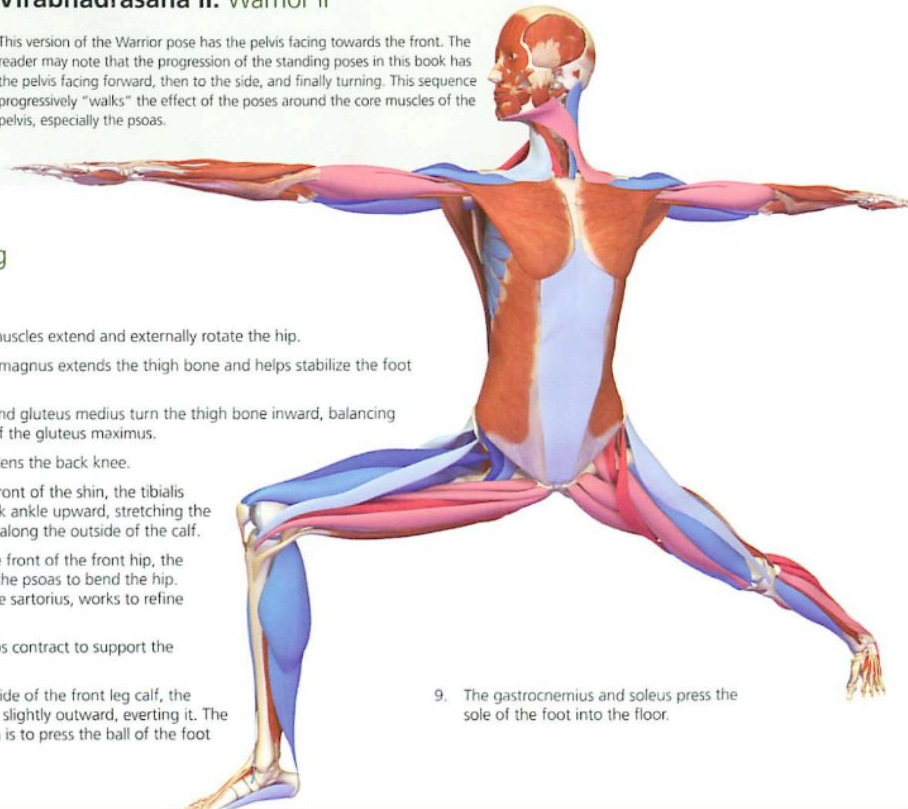 Virabhadrasana II: Warrior II
This version of the Warrior pose has the pelvis facing towards the front. The
reader may note that the progression of the standing poses in this book has
the pelvis facing forward, then to the side, and finally turning. This sequence
progressively “walks” the effect of the poses around the core muscles of the
pelvis, especially the psoas.
g
muscles extend and externally rotate the hip.
magnus extends the thigh bone and helps stabilize the foot
nd gluteus medius turn the thigh bone inward, balancing
f the gluteus maximus.
ens the back knee.
ront of the shin, the tibialis
k ankle upward, stretching the
along the outside of the calf.
e front of the front hip, the
he psoas to bend the hip.
e sartorius, works to refine
os contract to support the
ide of the front leg calf, the
slightly outward, everting it. The
n is to press the ball of the foot
9. The gastrocnemius and soleus press the
sole of the foot into the floor.